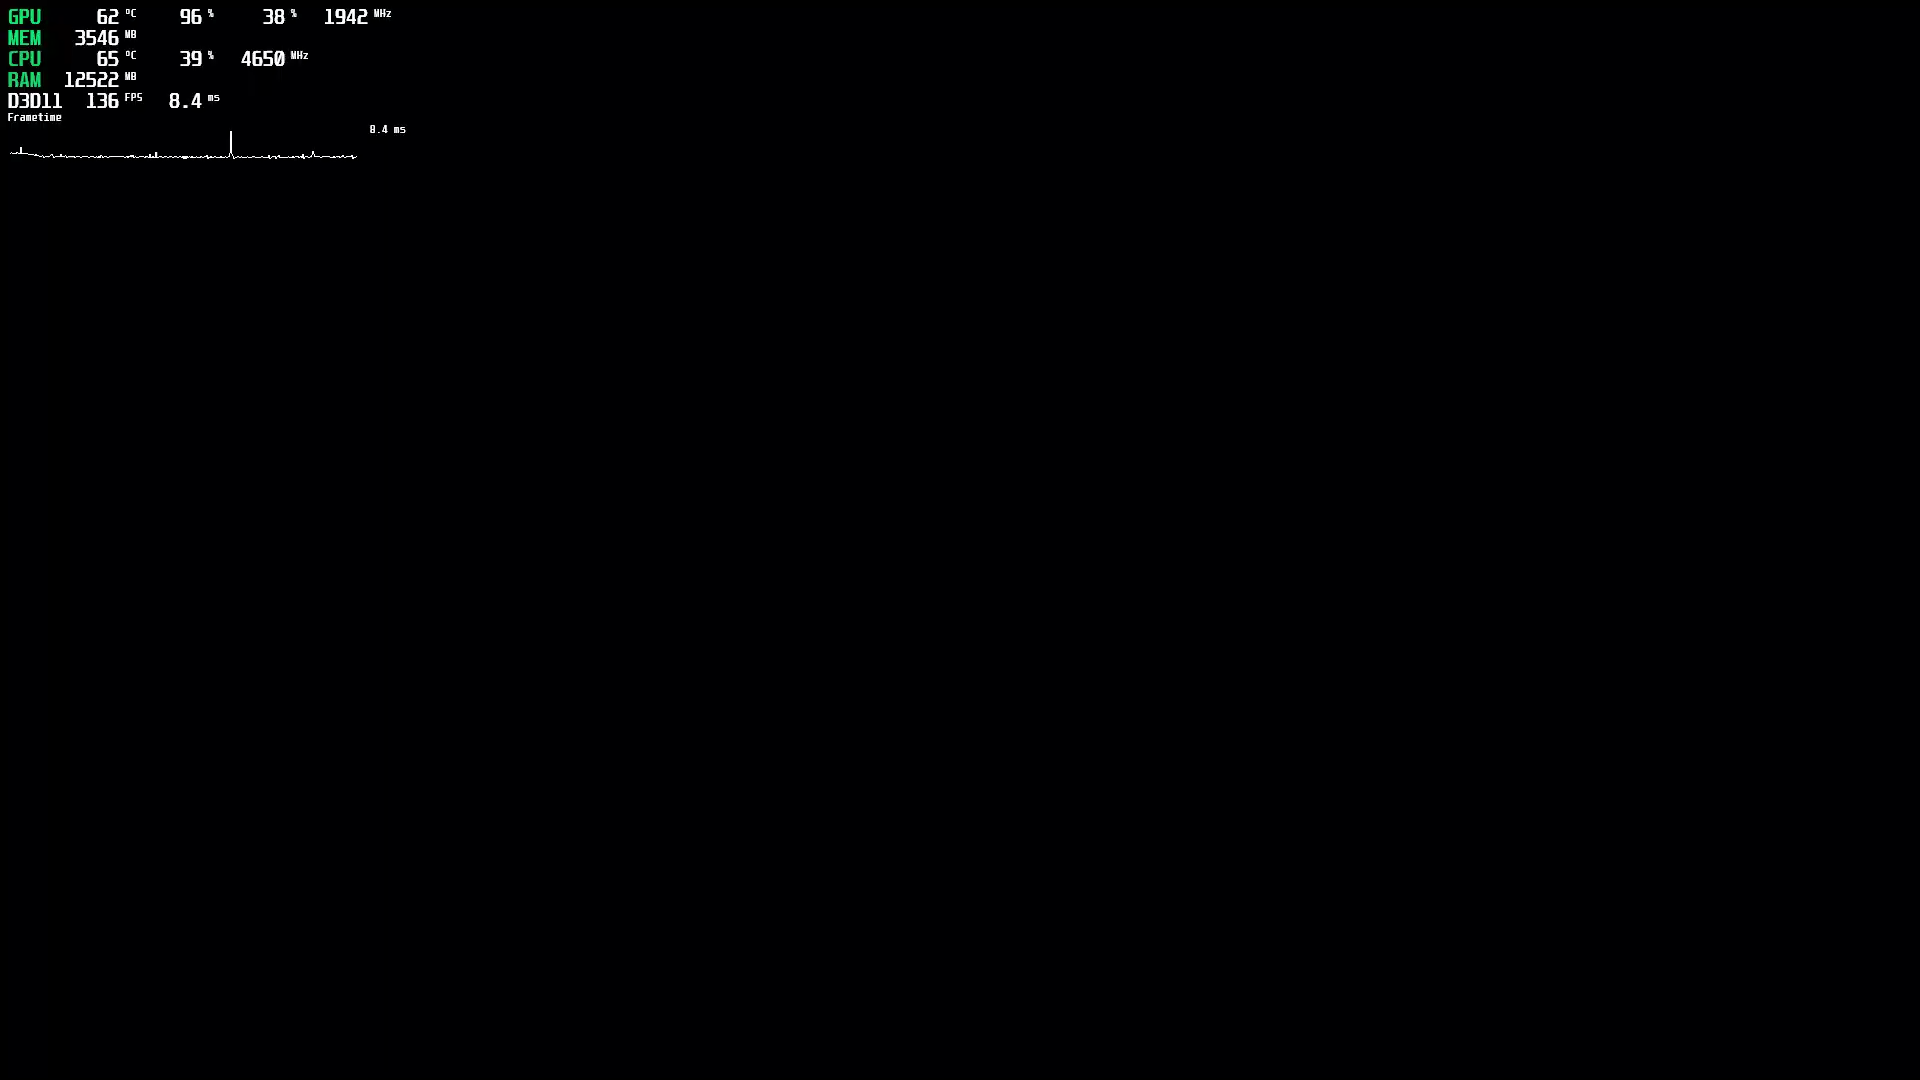 GPU 62 °C 96 % 38 % 1942 MHz
MEM 3546 MB
CPU 65 °C 39 % 4650 MHz
RAM 12522 MB
D3D11 136 FPS 8.4 ms
Frametime
8.4 ms